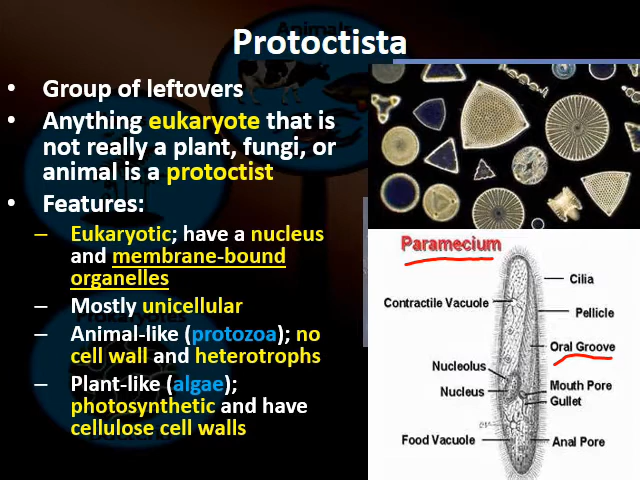 Protoctista
• Group of leftovers
• Anything eukaryote that is
not really a plant, fungi, or
animal is a protoctist
• Features:
– Eukaryotic; have a nucleus
and membrane-bound
organelles
– Mostly unicellular
– Animal-like (protozoa); no
cell wall and heterotrophs
– Plant-like (algae);
photosynthetic and have
cellulose cell walls
Paramecium
Cilia
Contractile Vacuole
Pellicle
Oral Groove
Nucleolus
Nucleus
Mouth Pore
Gullet
Food Vacuole
Anal Pore
Animals